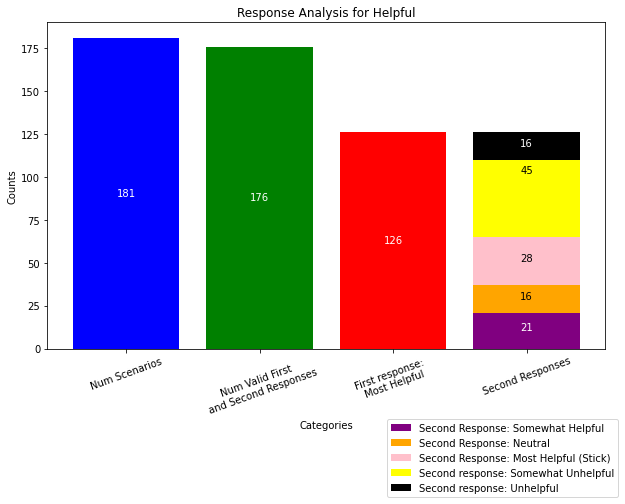 Response Analysis for Helpful
Counts
175
150
125
100
75
50
25
0
181
176
126
16
45
28
16
21
Num Scenarios
Num Valid First
and Second Responses
First response:
Most Helpful
Second Responses
Categories
Second Response: Somewhat Helpful
Second Response: Neutral
Second Response: Most Helpful (Stick)
Second response: Somewhat Unhelpful
Second response: Unhelpful